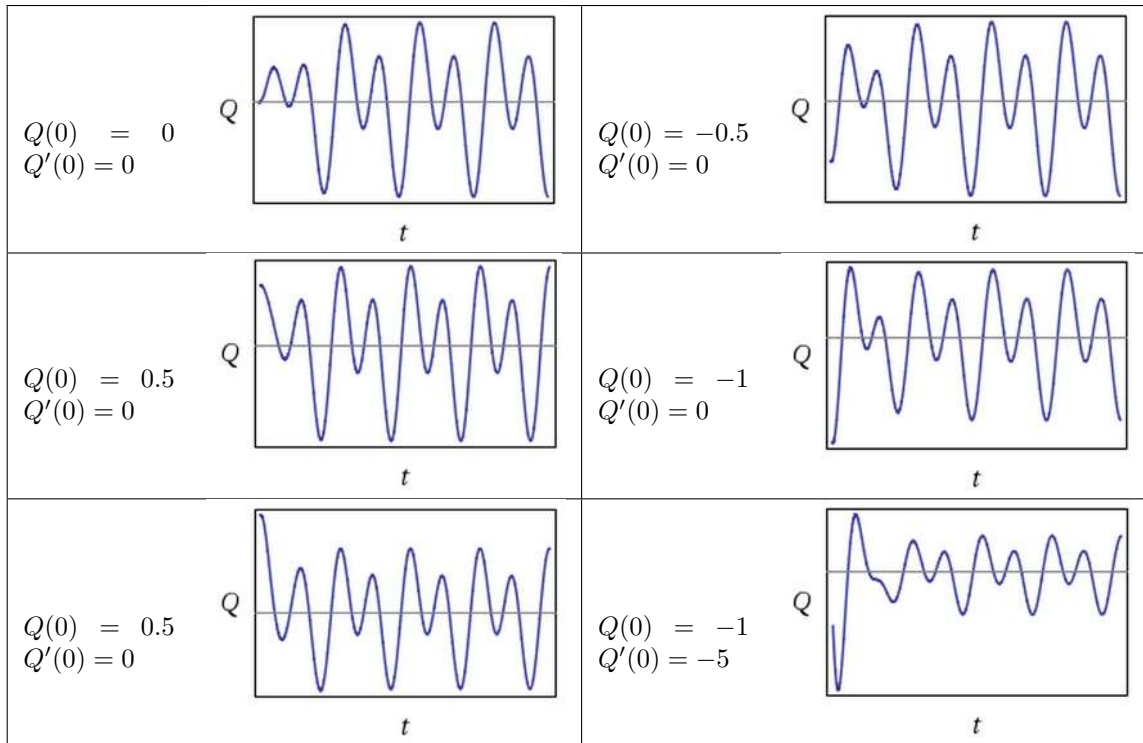 Q(0) = 0
Q'(0) = 0
Q
t
Q(0) = −0.5
Q'(0) = 0
Q
t
Q(0) = 0.5
Q'(0) = 0
Q
t
Q(0) = −1
Q'(0) = 0
Q
t
Q(0) = 0.5
Q'(0) = 0
Q
t
Q(0) = −1
Q'(0) = −5
Q
t